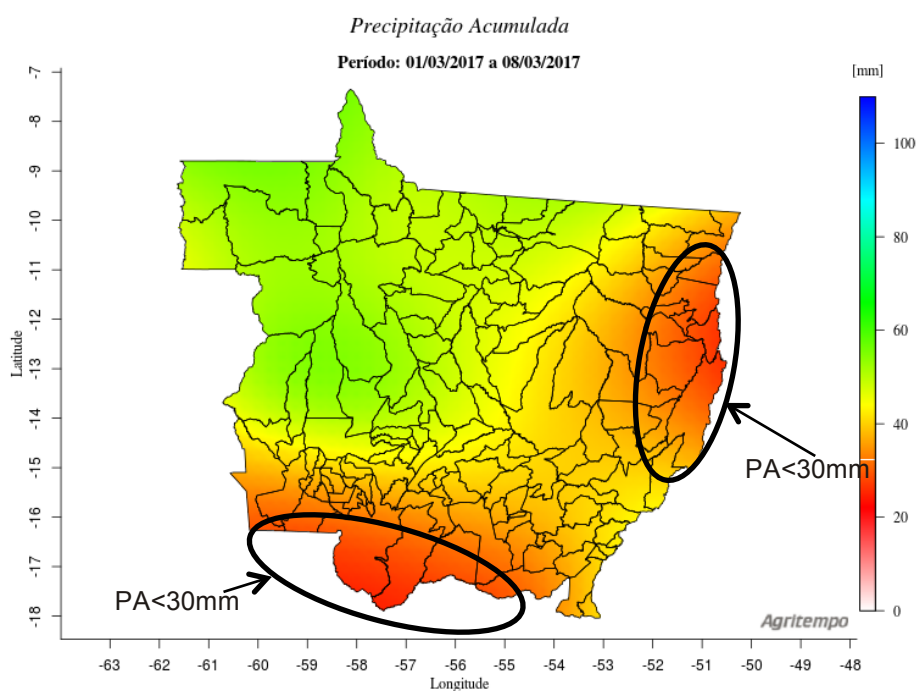 Precipitação Acumulada
Período: 01/03/2017 a 08/03/2017
[mm]
100
80
60
40
20
0
Latitude
-7
-8
-9
-10
-11
-12
-13
-14
-15
-16
-17
-18
PA<30mm
PA<30mm
Agritempo
-63 -62 -61 -60 -59 -58 -57 -56 -55 -54 -53 -52 -51 -50 -49 -48
Longitude